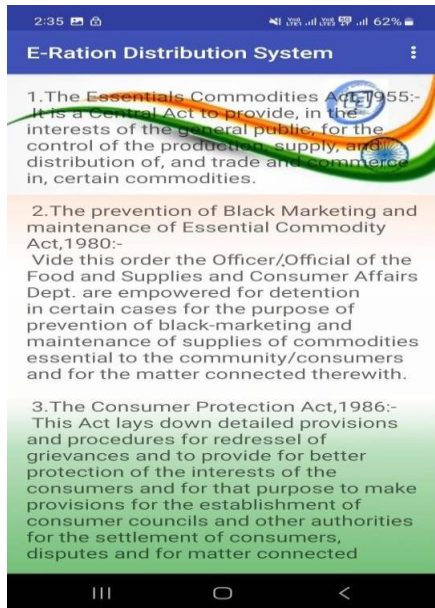 2:35 62%
E-Ration Distribution System
1.The Essentials Commodities Act,1955:-
It is a Central Act to provide, in the
interests of the general public, for the
control of the production, supply, and
distribution of, and trade and commerce
in, certain commodities.
2.The prevention of Black Marketing and
maintenance of Essential Commodity
Act,1980:-
Vide this order the Officer/Official of the
Food and Supplies and Consumer Affairs
Dept. are empowered for detention
in certain cases for the purpose of
prevention of black-marketing and
maintenance of supplies of commodities
essential to the community/consumers
and for the matter connected therewith.
3.The Consumer Protection Act,1986:-
This Act lays down detailed provisions
and procedures for redressel of
grievances and to provide for better
protection of the interests of the
consumers and for that purpose to make
provisions for the establishment of
consumer councils and other authorities
for the settlement of consumers,
disputes and for matter connected